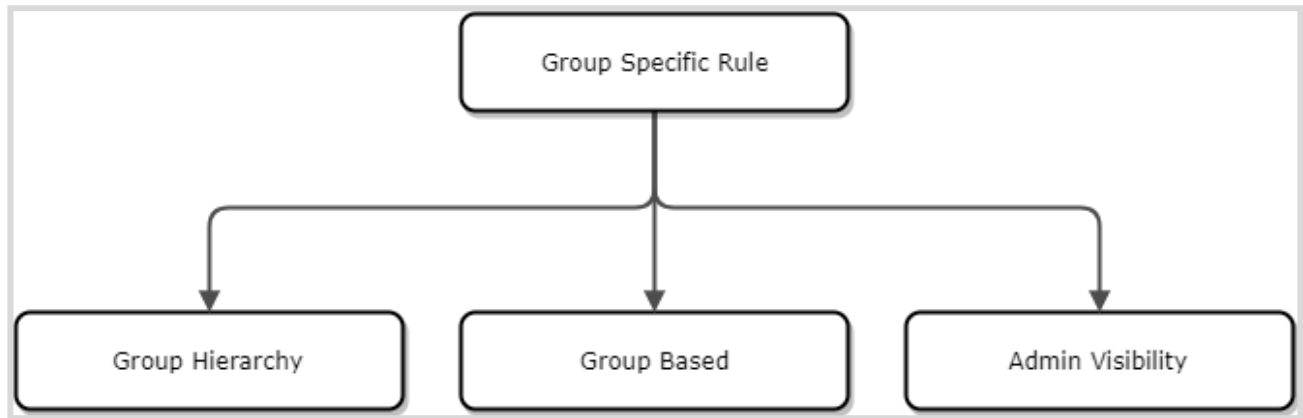 Group Specific Rule
Group Hierarchy
Group Based
Admin Visibility